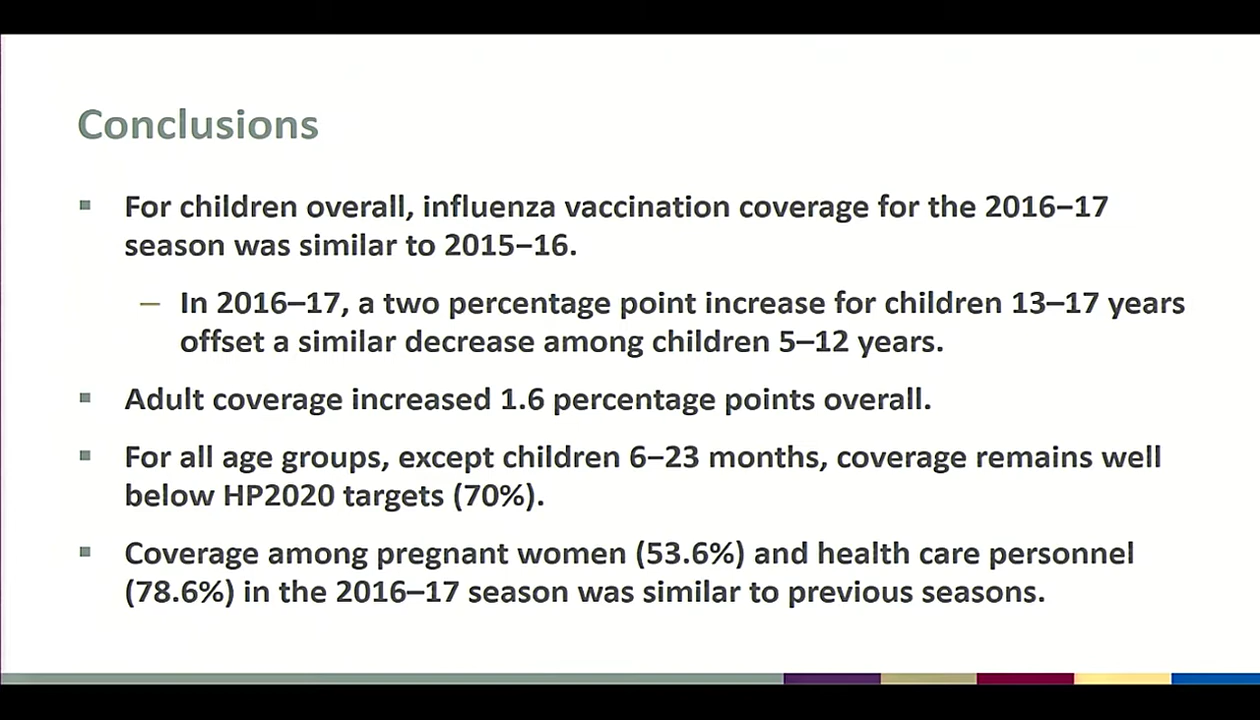 Conclusions
▪ For children overall, influenza vaccination coverage for the 2016–17
season was similar to 2015–16.
– In 2016–17, a two percentage point increase for children 13–17 years
offset a similar decrease among children 5–12 years.
▪ Adult coverage increased 1.6 percentage points overall.
▪ For all age groups, except children 6–23 months, coverage remains well
below HP2020 targets (70%).
▪ Coverage among pregnant women (53.6%) and health care personnel
(78.6%) in the 2016–17 season was similar to previous seasons.